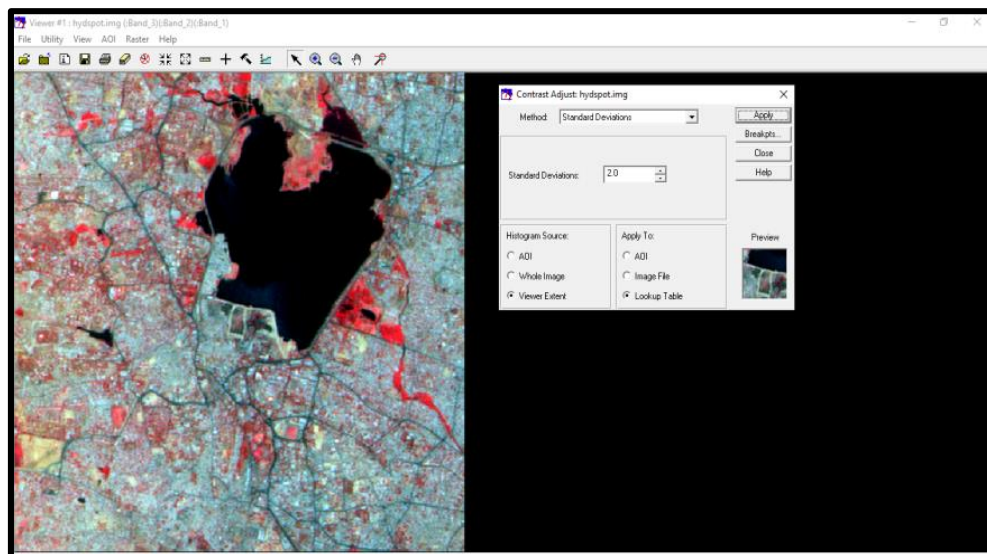 Viewer #1 : hydspot.img (:Band_3)(:Band_2)(:Band_1)
File Utility View AOI Raster Help
Contrast Adjust: hydspot.img
Method: Standard Deviations
Apply
Breakpts...
Close
Help
Standard Deviations: 2.0
Histogram Source:
AOI
Whole Image
Viewer Extent
Apply To:
AOI
Image File
Lookup Table
Preview